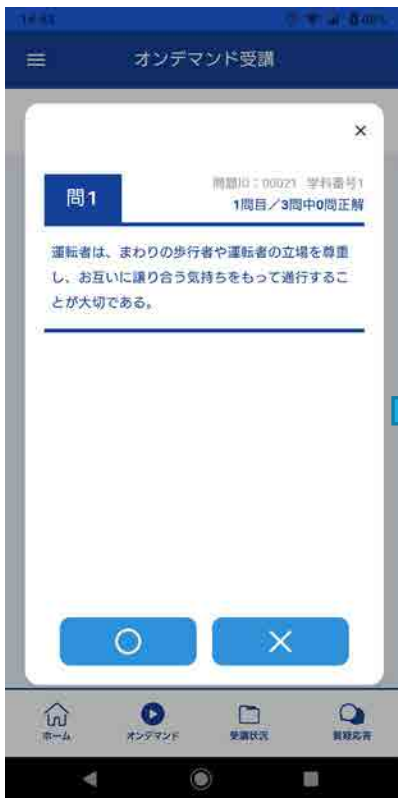 オンデマンド受講
×
問題ID：00021 学科番号1
問1
1問目／3問中0問正解
運転者は、まわりの歩行者や運転者の立場を尊重
し、お互いに譲り合う気持ちをもって通行するこ
とが大切である。
ホーム
オンデマンド
受講状況
質疑応答